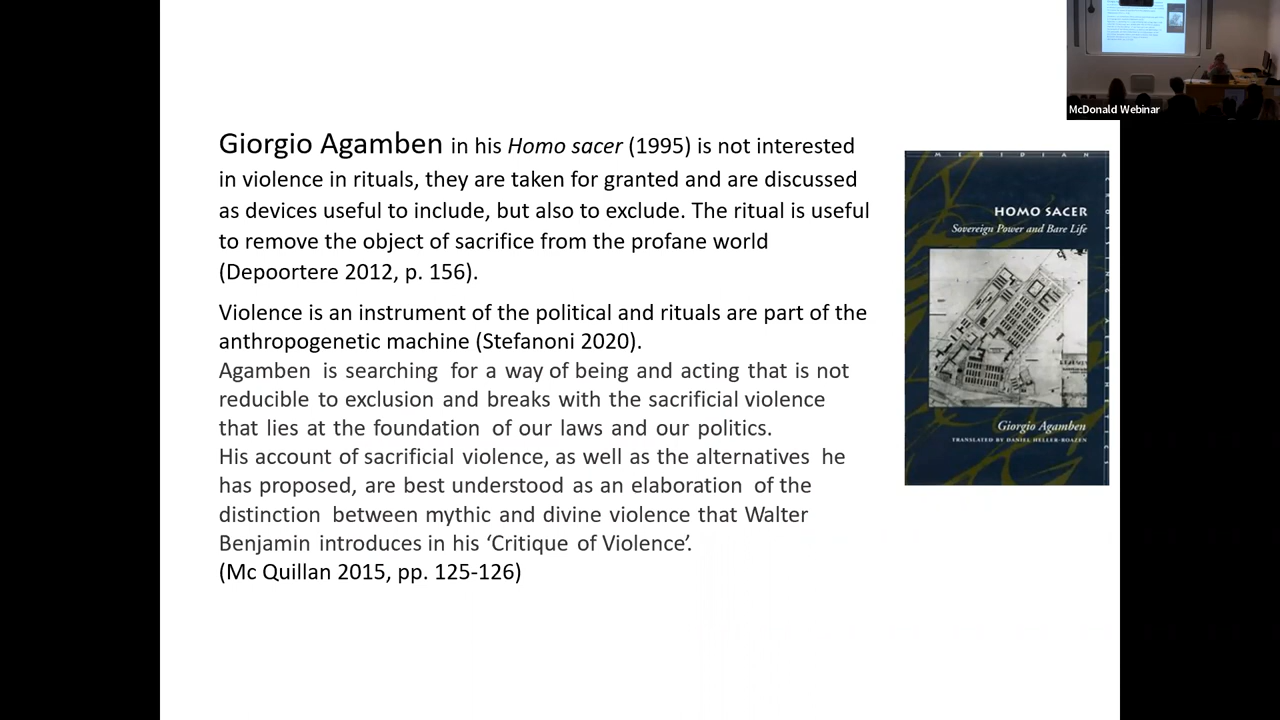 McDonald Webinar
Giorgio Agamben in his Homo sacer (1995) is not interested
in violence in rituals, they are taken for granted and are discussed
as devices useful to include, but also to exclude. The ritual is useful
to remove the object of sacrifice from the profane world
(Depoortere 2012, p. 156).
Violence is an instrument of the political and rituals are part of the
anthropogenetic machine (Stefanoni 2020).
Agamben is searching for a way of being and acting that is not
reducible to exclusion and breaks with the sacrificial violence
that lies at the foundation of our laws and our politics.
His account of sacrificial violence, as well as the alternatives he
has proposed, are best understood as an elaboration of the
distinction between mythic and divine violence that Walter
Benjamin introduces in his ‘Critique of Violence’.
(Mc Quillan 2015, pp. 125-126)
MERIDIAN
HOMO SACER
Sovereign Power and Bare Life
Giorgio Agamben
TRANSLATED BY DANIEL HELLER-ROAZEN